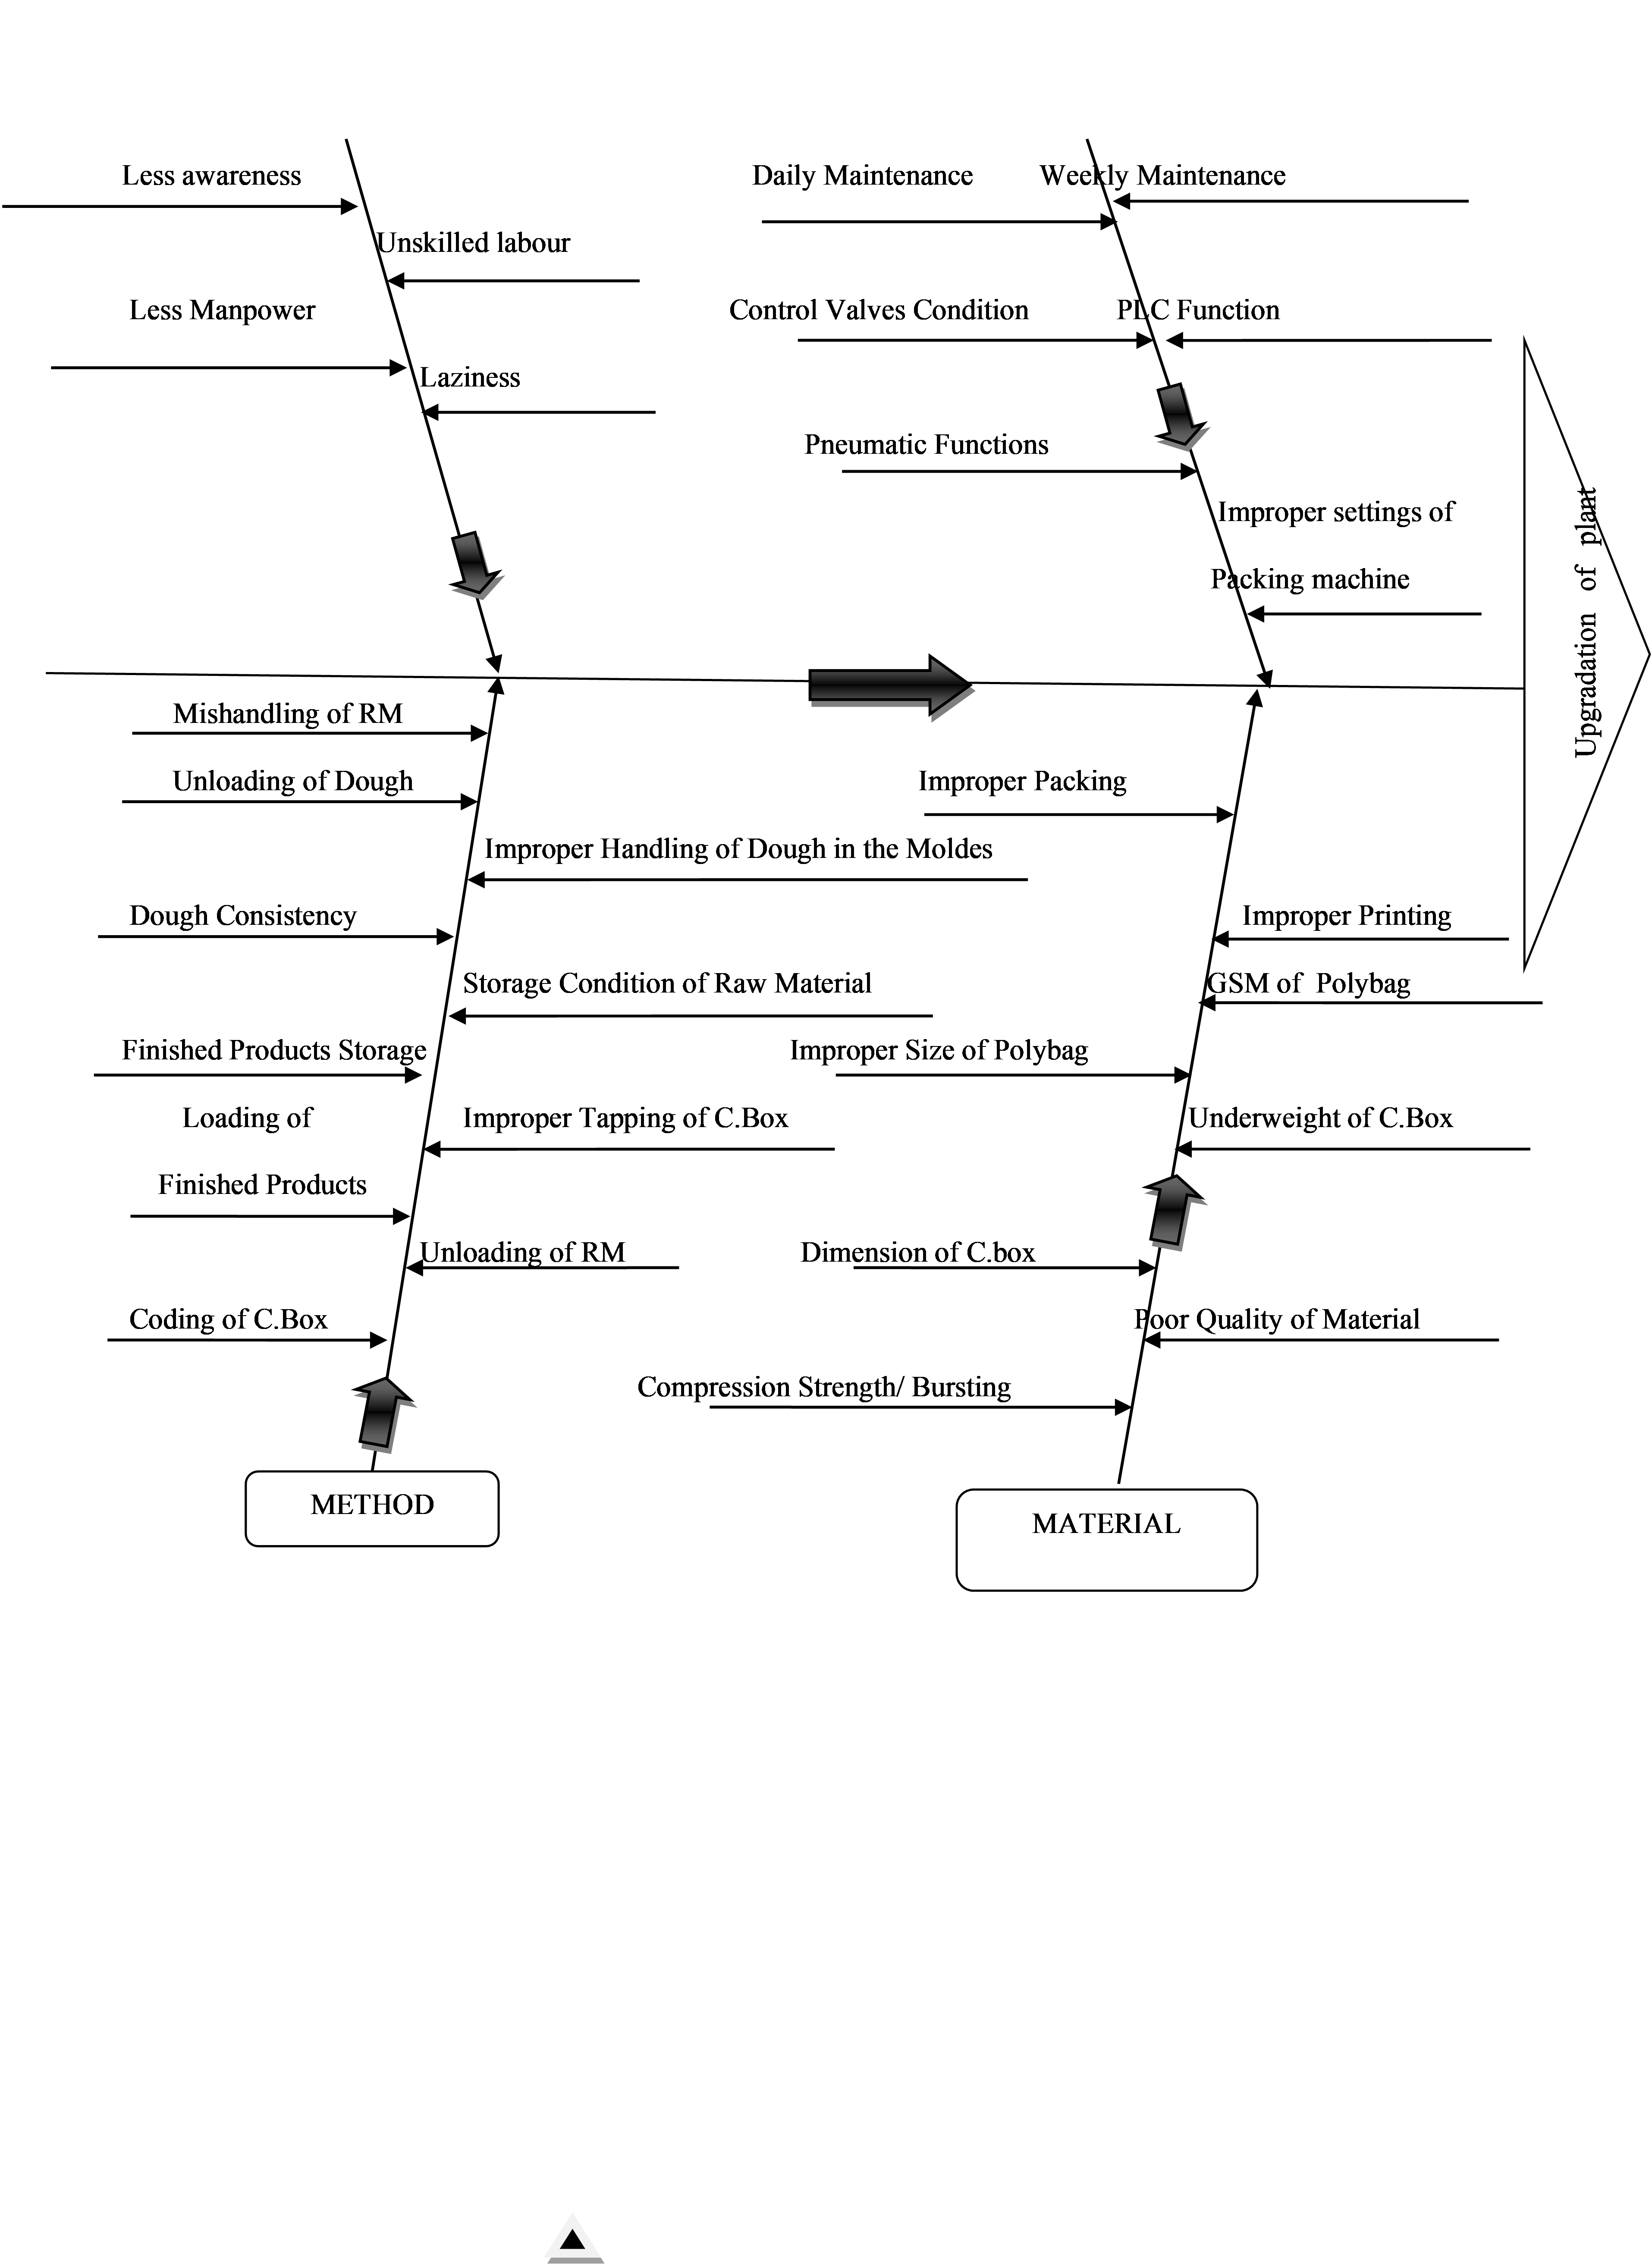 Less awareness
Daily Maintenance
Weekly Maintenance
Unskilled labour
Less Manpower
Control Valves Condition
PLC Function
Laziness
Pneumatic Functions
Improper settings of
Packing machine
Upgradation of plant
Mishandling of RM
Unloading of Dough
Improper Packing
Improper Handling of Dough in the Moldes
Dough Consistency
Improper Printing
Storage Condition of Raw Material
GSM of Polybag
Finished Products Storage
Improper Size of Polybag
Loading of
Improper Tapping of C.Box
Underweight of C.Box
Finished Products
Unloading of RM
Dimension of C.box
Coding of C.Box
Poor Quality of Material
Compression Strength/ Bursting
METHOD
MATERIAL